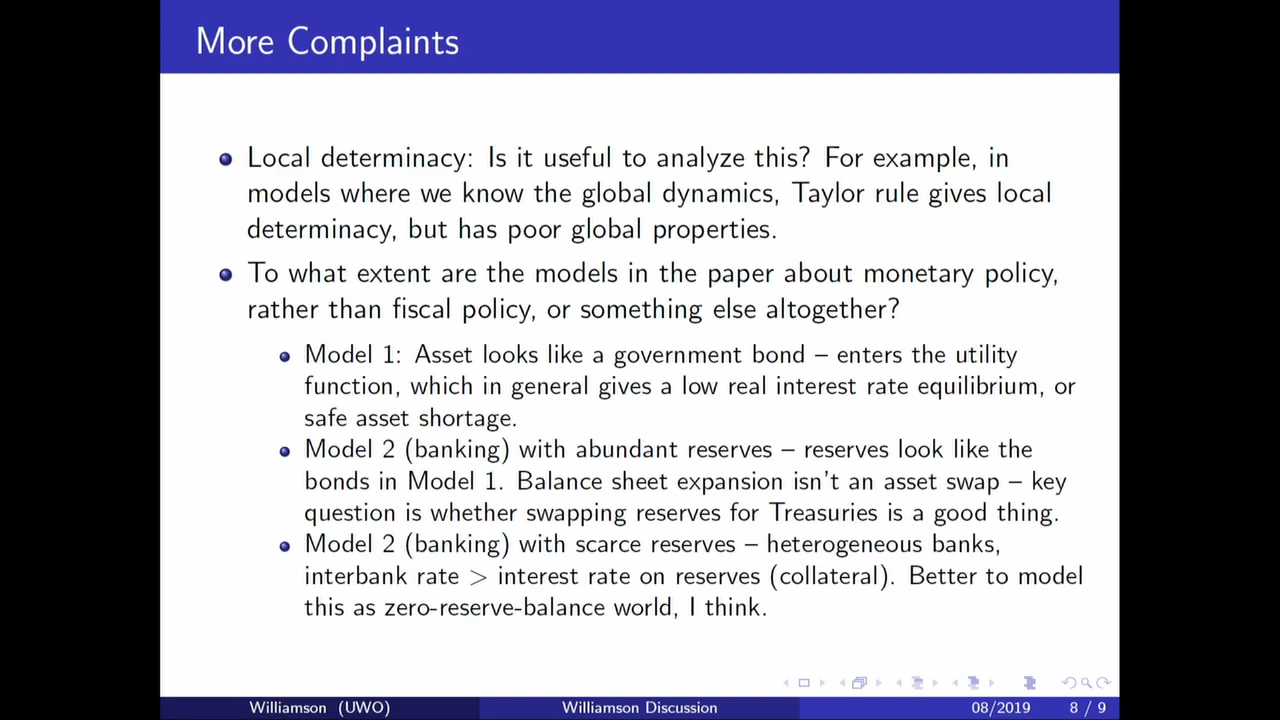 More Complaints
Local determinacy: Is it useful to analyze this? For example, in
models where we know the global dynamics, Taylor rule gives local
determinacy, but has poor global properties.
To what extent are the models in the paper about monetary policy,
rather than fiscal policy, or something else altogether?
Model 1: Asset looks like a government bond – enters the utility
function, which in general gives a low real interest rate equilibrium, or
safe asset shortage.
Model 2 (banking) with abundant reserves – reserves look like the
bonds in Model 1. Balance sheet expansion isn't an asset swap – key
question is whether swapping reserves for Treasuries is a good thing.
Model 2 (banking) with scarce reserves – heterogeneous banks,
interbank rate > interest rate on reserves (collateral). Better to model
this as zero-reserve-balance world, I think.
Williamson (UWO) Williamson Discussion 08/2019 8 / 9